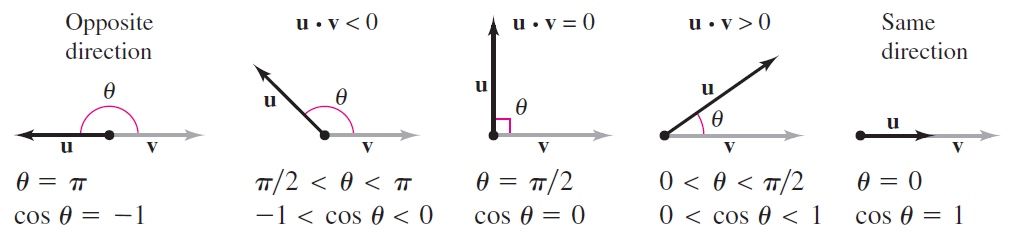 Opposite
direction
θ
u
v
θ = π
cos θ = −1
u • v < 0
u
θ
v
π/2 < θ < π
−1 < cos θ < 0
u • v = 0
u
θ
v
θ = π/2
cos θ = 0
u • v > 0
u
θ
v
0 < θ < π/2
0 < cos θ < 1
Same
direction
u
v
θ = 0
cos θ = 1